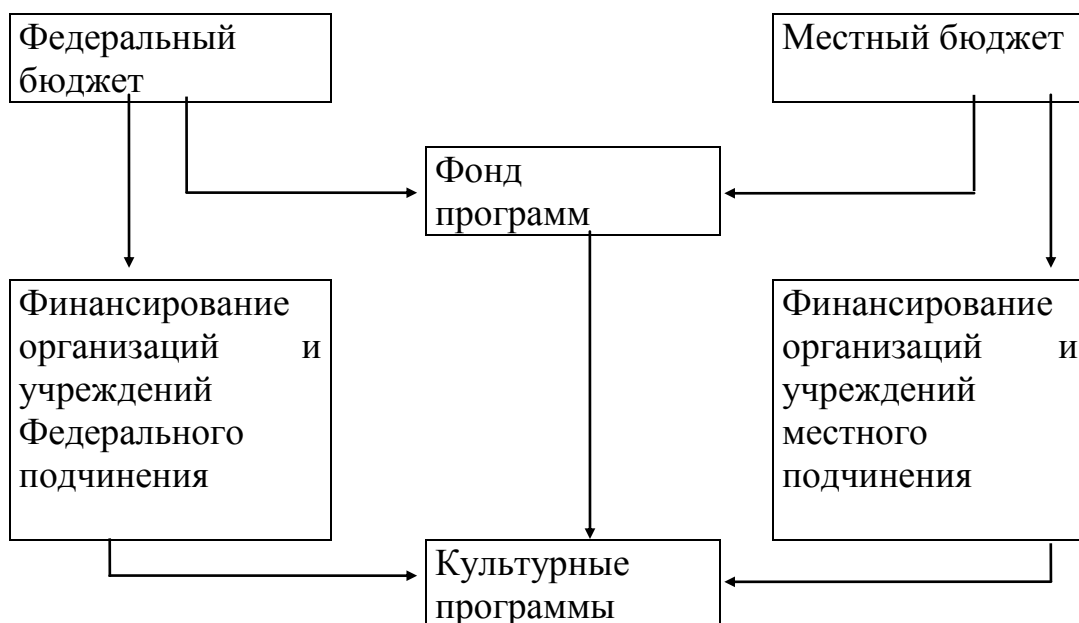 Федеральный
бюджет
Местный бюджет
Фонд
программ
Финансирование
организаций и
учреждений
Федерального
подчинения
Финансирование
организаций и
учреждений
местного
подчинения
Культурные
программы